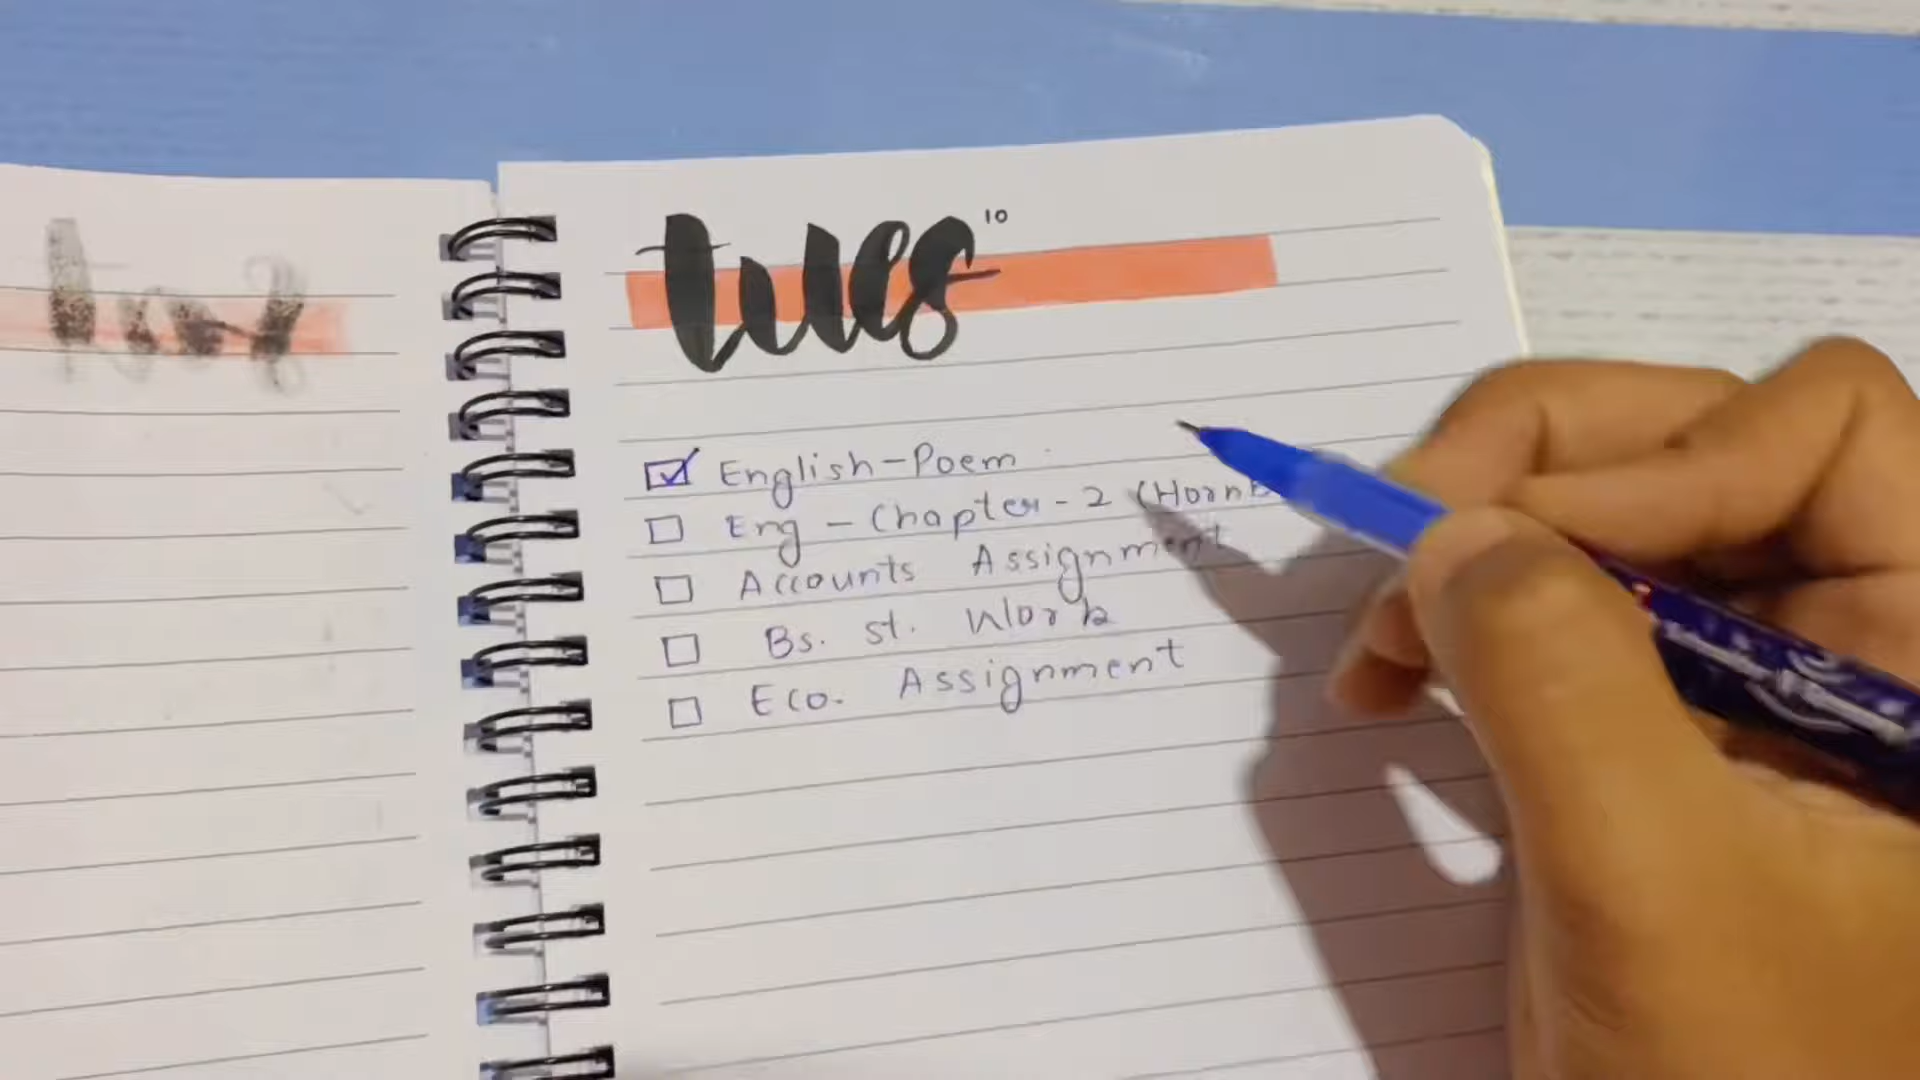 tues 10
English-Poem
Eng - Chapter-2
Accounts Assignment
Bs. st. Work
Eco. Assignment